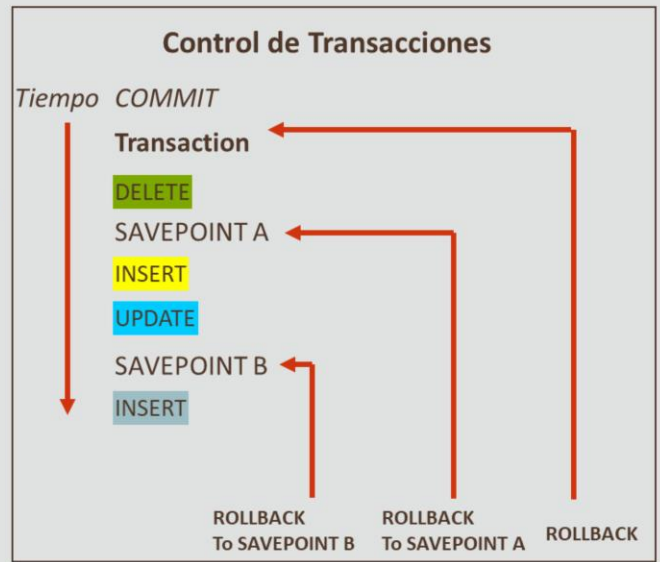 Control de Transacciones
Tiempo COMMIT
Transaction
DELETE
SAVEPOINT A
INSERT
UPDATE
SAVEPOINT B
INSERT
ROLLBACK
To SAVEPOINT B
ROLLBACK
To SAVEPOINT A
ROLLBACK